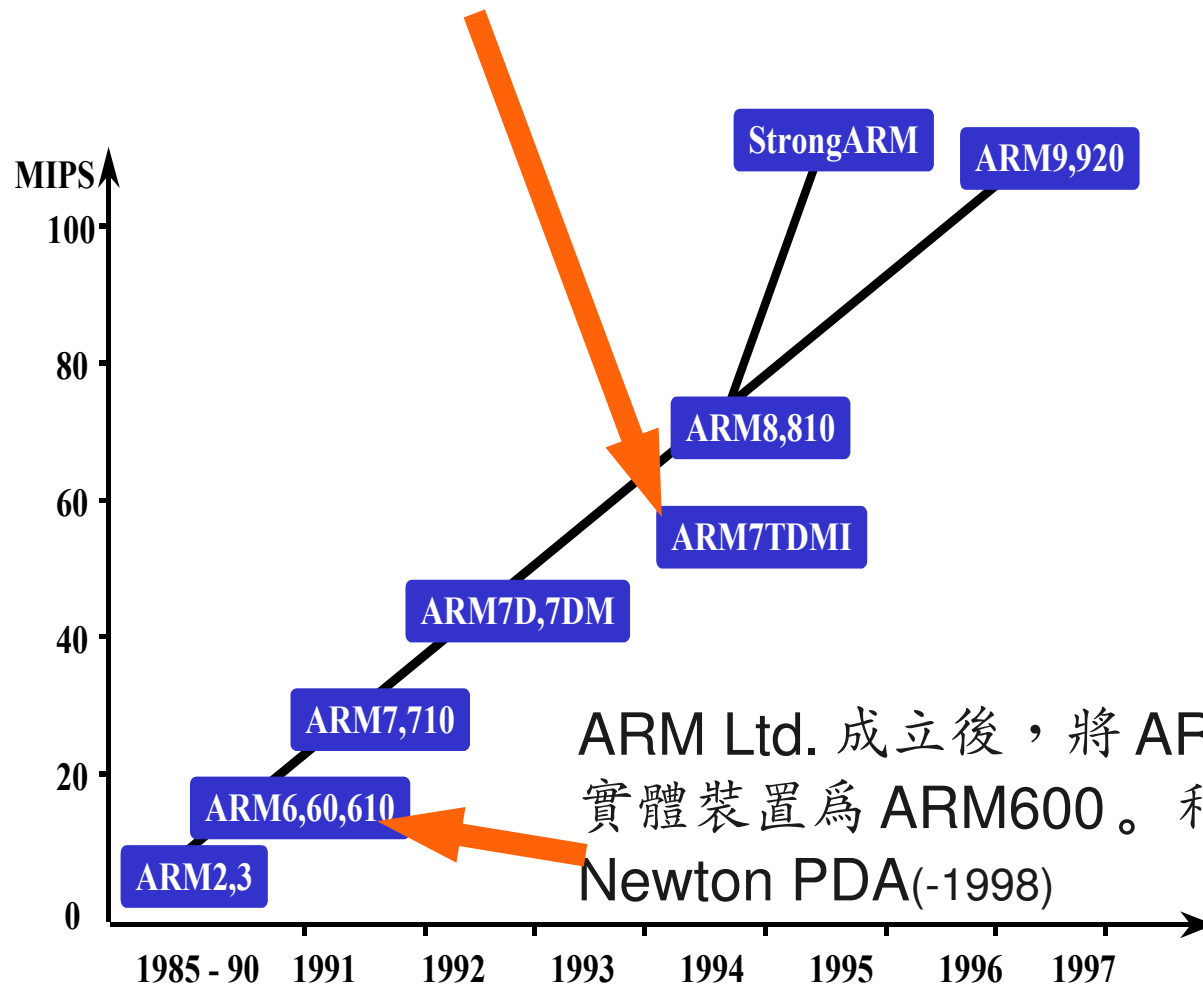 StrongARM
ARM9,920
MIPS
100
80
ARM8,810
60
ARM7TDMI
ARM7D,7DM
40
ARM7,710
ARM Ltd. 成立後，將 AR
20
ARM6,60,610
實體裝置爲 ARM600。
ARM2,3
Newton PDA(-1998)
0
1985 - 90 1991 1992 1993 1994 1995 1996 1997